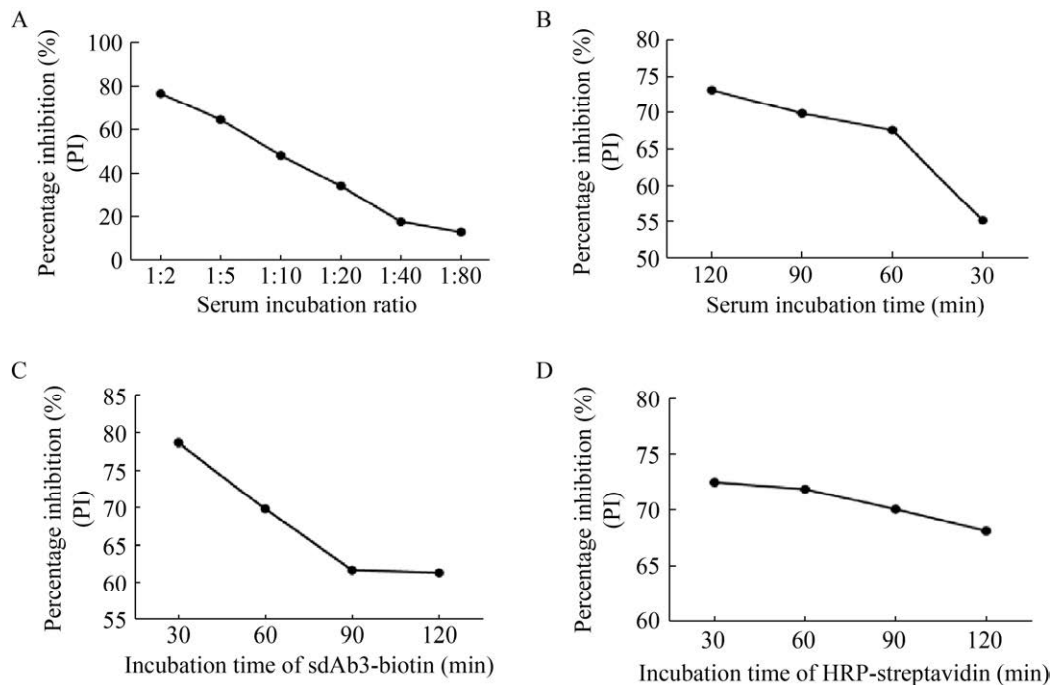 A
Percentage inhibition (%)
(PI)
100
80
60
40
20
0
1:2 1:5 1:10 1:20 1:40 1:80
Serum incubation ratio
B
Percentage inhibition (%)
(PI)
80
75
70
65
60
55
50
120 90 60 30
Serum incubation time (min)
C
Percentage inhibition (%)
(PI)
85
80
75
70
65
60
55
30 60 90 120
Incubation time of sdAb3-biotin (min)
D
Percentage inhibition (%)
(PI)
80
75
70
65
60
30 60 90 120
Incubation time of HRP-streptavidin (min)